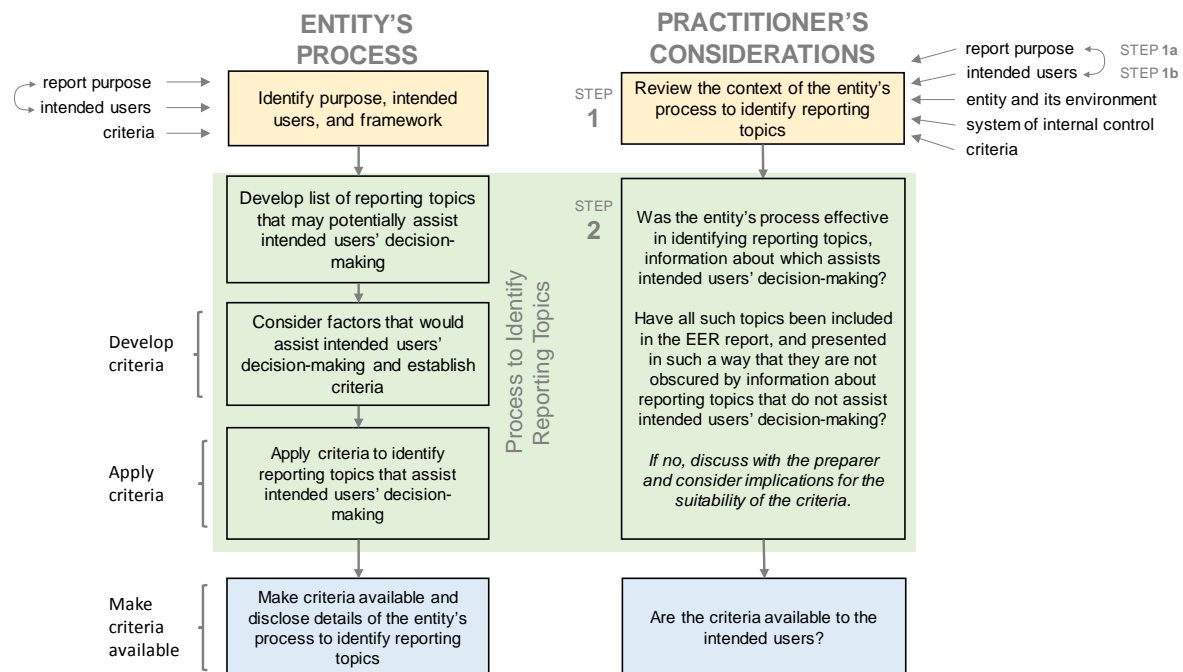 ENTITY'S
PROCESS
PRACTITIONER'S
CONSIDERATIONS
report purpose
intended users
criteria
Identify purpose, intended
users, and framework
STEP
1
Review the context of the entity's
process to identify reporting
topics
report purpose
STEP 1a
intended users
STEP 1b
entity and its environment
system of internal control
criteria
Develop list of reporting topics
that may potentially assist
intended users' decision-
making
Develop
criteria
Consider factors that would
assist intended users'
decision-making and establish
criteria
Apply
criteria
Apply criteria to identify
reporting topics that assist
intended users' decision-
making
Process to Identify
Reporting Topics
STEP
2
Was the entity's process effective
in identifying reporting topics,
information about which assists
intended users' decision-making?
Have all such topics been included
in the EER report, and presented
in such a way that they are not
obscured by information about
reporting topics that do not assist
intended users' decision-making?
If no, discuss with the preparer
and consider implications for the
suitability of the criteria.
Make
criteria
available
Make criteria available and
disclose details of the entity's
process to identify reporting
topics
Are the criteria available to the
intended users?